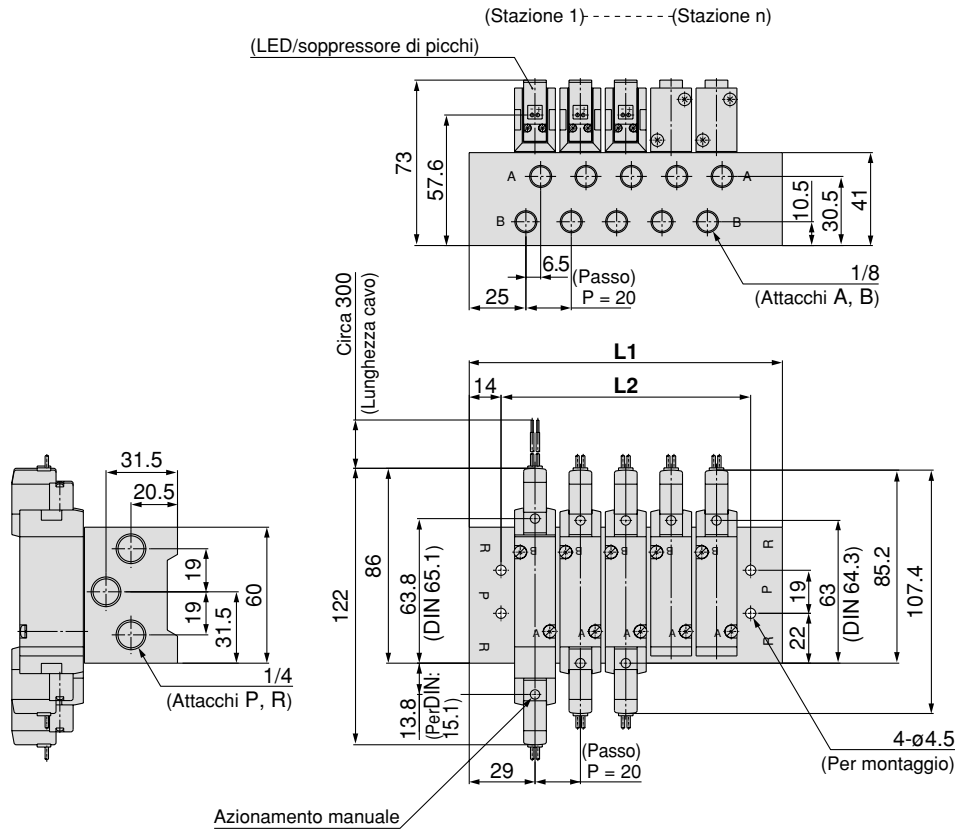 (Stazione 1) - - - - - - - - (Stazione n)
(LED/soppressore di picchi)
73
57.6
A
A
B
B
10.5
30.5
41
6.5
(Passo)
P = 20
25
1/8
(Attacchi A, B)
Circa 300
(Lunghezza cavo)
L1
14
L2
31.5
20.5
19
19
31.5
60
1/4
(Attacchi P, R)
122
86
63.8
(DIN 65.1)
13.8
(PerDIN:
15.1)
R
P
R
B
B
B
B
B
A
A
A
A
A
R
P
R
19
22
63
(DIN 64.3)
85.2
107.4
29
(Passo)
P = 20
4-ø4.5
(Per montaggio)
Azionamento manuale